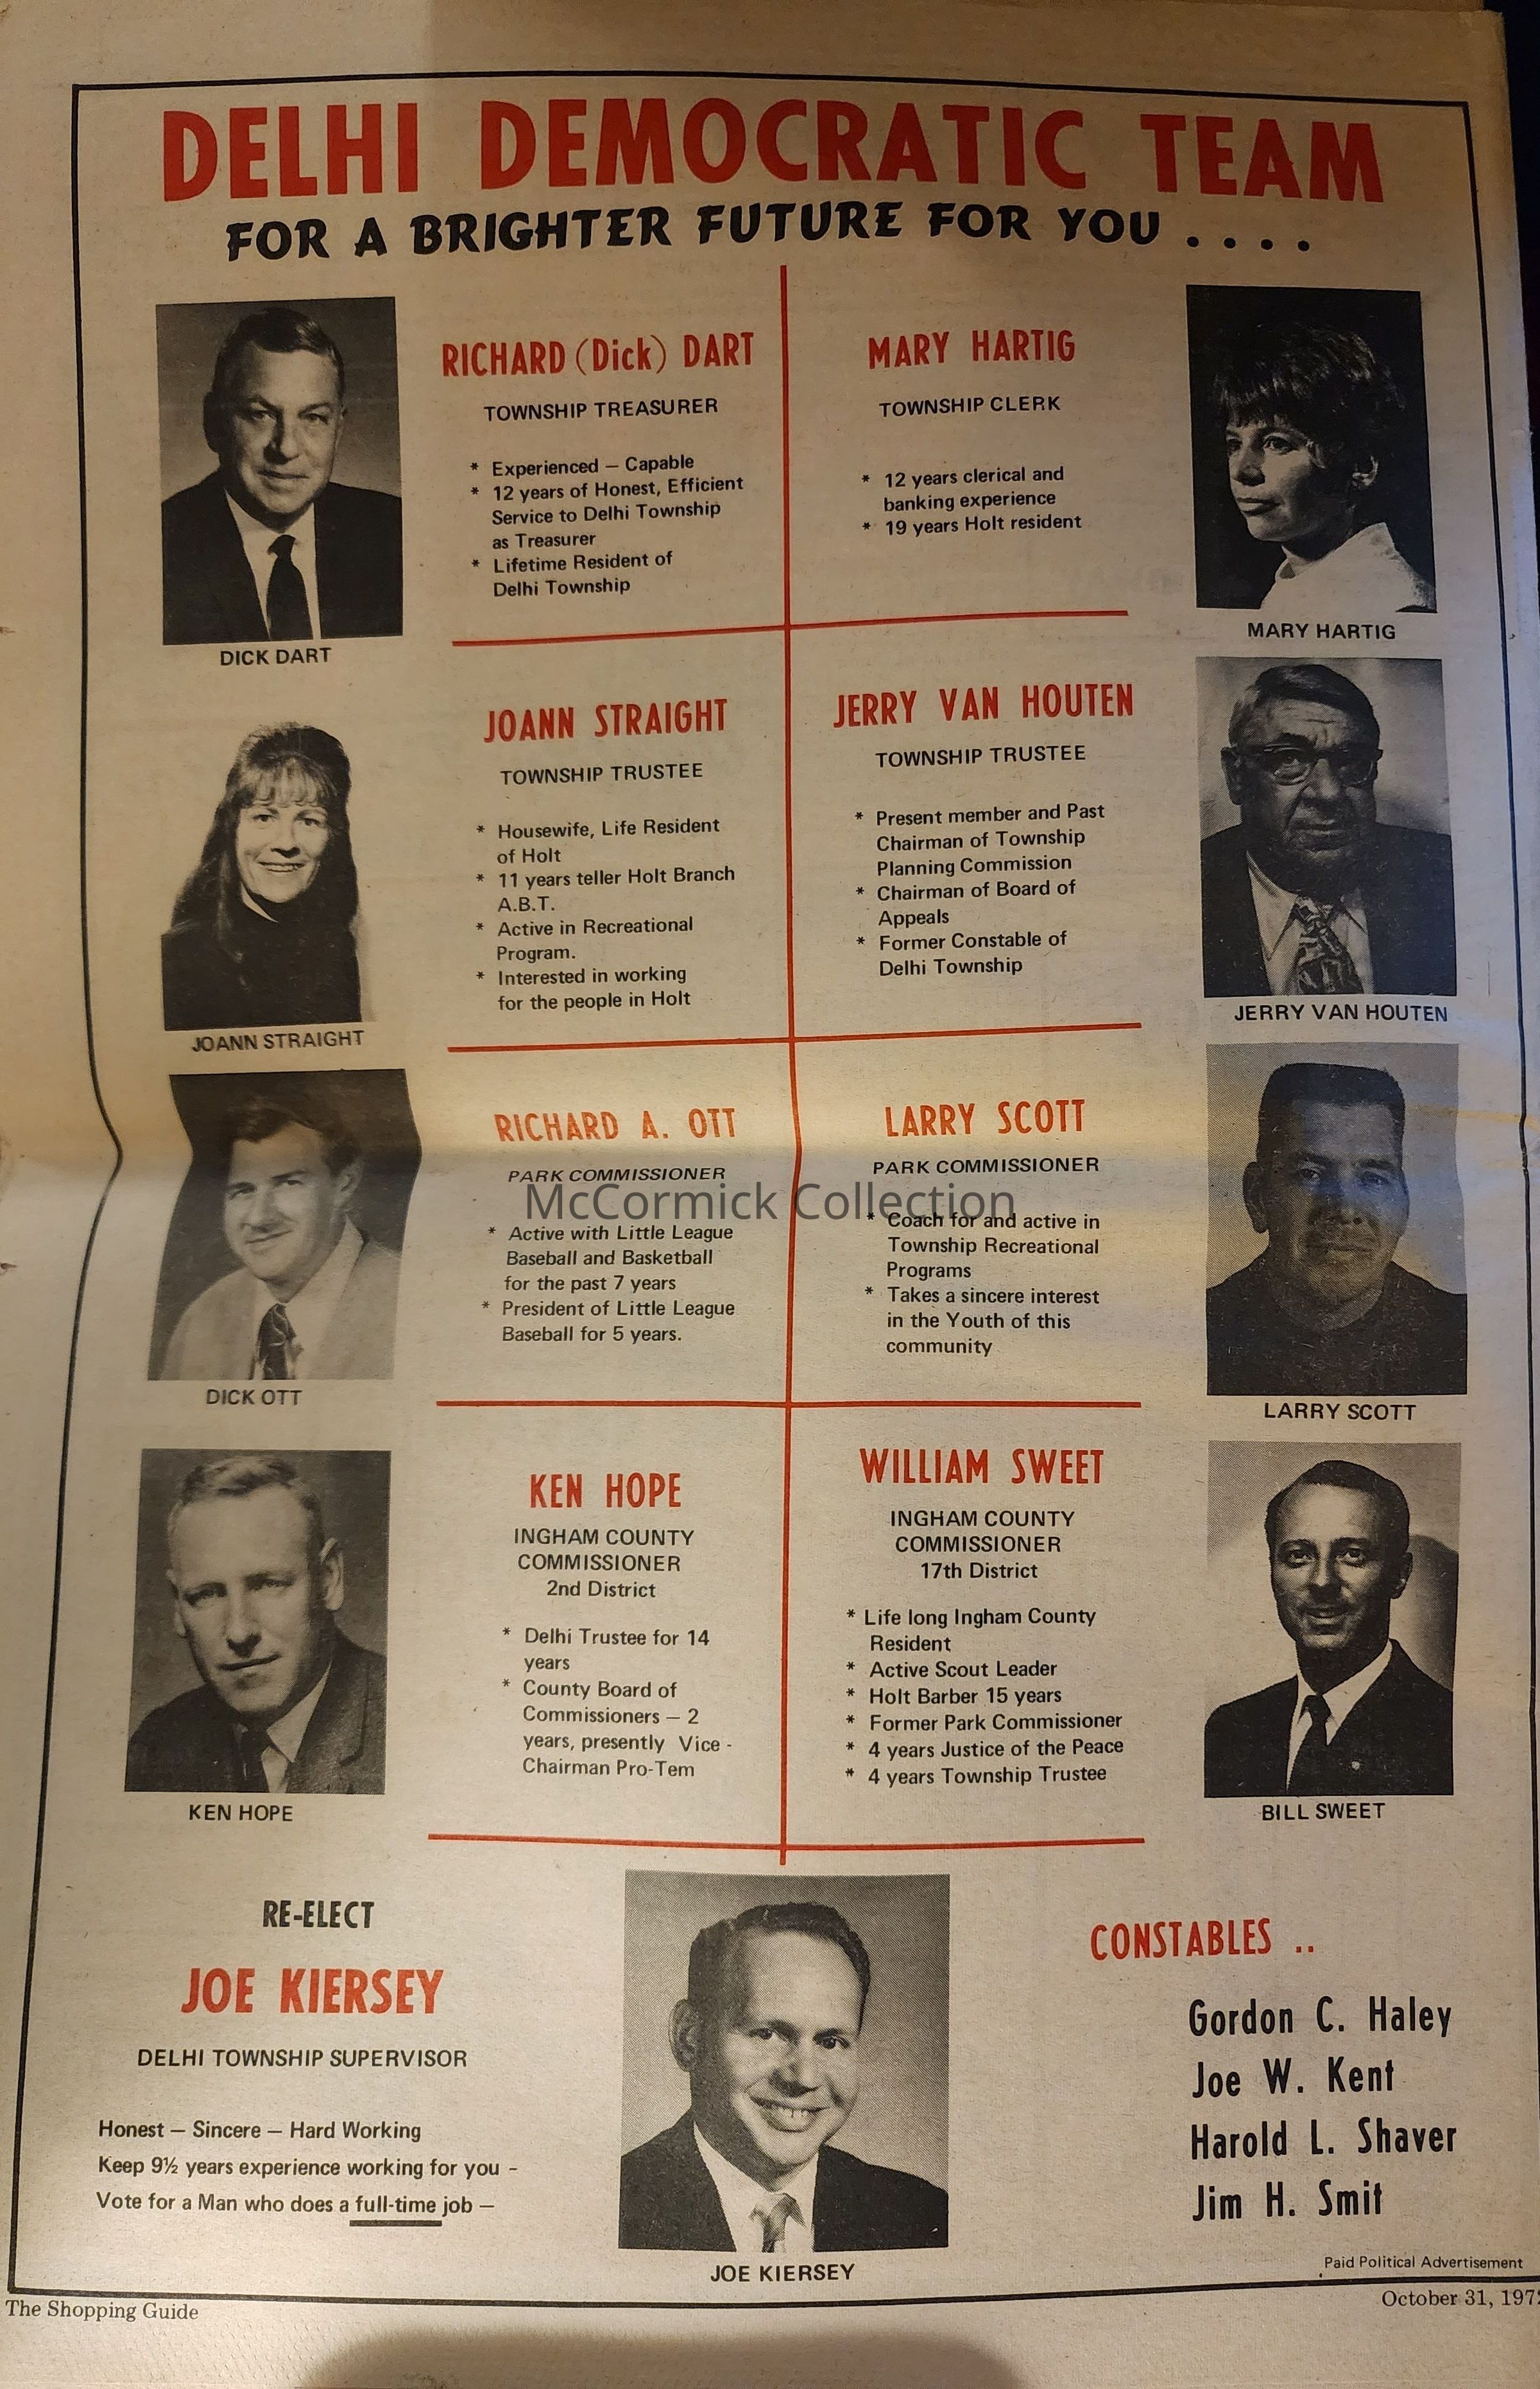 DELHI DEMOCRATIC TEAM
FOR A BRIGHTER FUTURE FOR YOU . . . .
DICK DART
RICHARD (Dick) DART
TOWNSHIP TREASURER
* Experienced — Capable
* 12 years of Honest, Efficient
Service to Delhi Township
as Treasurer
* Lifetime Resident of
Delhi Township
MARY HARTIG
TOWNSHIP CLERK
* 12 years clerical and
banking experience
* 19 years Holt resident
MARY HARTIG
JOANN STRAIGHT
JOANN STRAIGHT
TOWNSHIP TRUSTEE
* Housewife, Life Resident
of Holt
* 11 years teller Holt Branch
A.B.T.
* Active in Recreational
Program.
* Interested in working
for the people in Holt
JERRY VAN HOUTEN
TOWNSHIP TRUSTEE
* Present member and Past
Chairman of Township
Planning Commission
* Chairman of Board of
Appeals
* Former Constable of
Delhi Township
JERRY VAN HOUTEN
DICK OTT
RICHARD A. OTT
PARK COMMISSIONER
* Active with Little League
Baseball and Basketball
for the past 7 years
* President of Little League
Baseball for 5 years.
LARRY SCOTT
PARK COMMISSIONER
McCormick Collection
* Coach for and active in
Township Recreational
Programs
* Takes a sincere interest
in the Youth of this
community
LARRY SCOTT
KEN HOPE
KEN HOPE
INGHAM COUNTY
COMMISSIONER
2nd District
* Delhi Trustee for 14
years
* County Board of
Commissioners — 2
years, presently Vice -
Chairman Pro-Tem
WILLIAM SWEET
INGHAM COUNTY
COMMISSIONER
17th District
* Life long Ingham County
Resident
* Active Scout Leader
* Holt Barber 15 years
* Former Park Commissioner
* 4 years Justice of the Peace
* 4 years Township Trustee
BILL SWEET
RE-ELECT
JOE KIERSEY
DELHI TOWNSHIP SUPERVISOR
Honest — Sincere — Hard Working
Keep 9½ years experience working for you -
Vote for a Man who does a full-time job —
JOE KIERSEY
CONSTABLES ..
Gordon C. Haley
Joe W. Kent
Harold L. Shaver
Jim H. Smit
Paid Political Advertisement
The Shopping Guide
October 31, 197